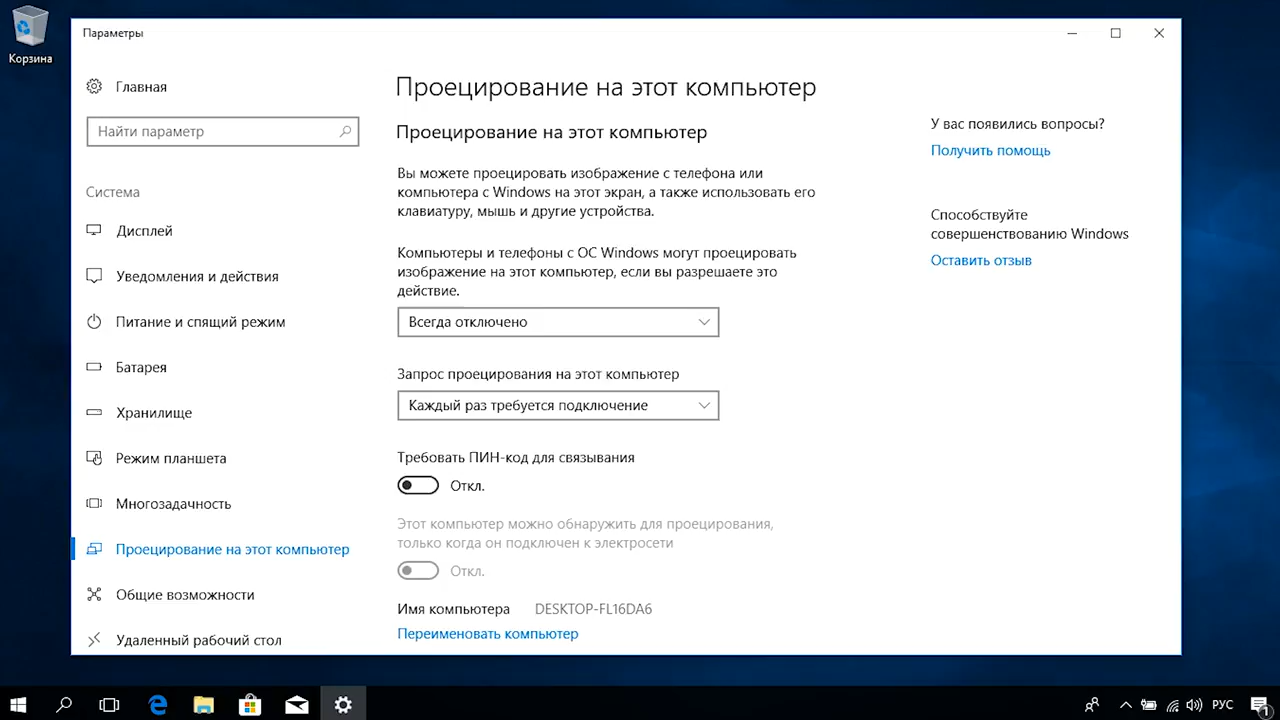 Корзина
Параметры
Главная
Найти параметр
Система
Дисплей
Уведомления и действия
Питание и спящий режим
Батарея
Хранилище
Режим планшета
Многозадачность
Проецирование на этот компьютер
Общие возможности
Удаленный рабочий стол
Проецирование на этот компьютер
Проецирование на этот компьютер
Вы можете проецировать изображение с телефона или
компьютера с Windows на этот экран, а также использовать его
клавиатуру, мышь и другие устройства.
Компьютеры и телефоны с ОС Windows могут проецировать
изображение на этот компьютер, если вы разрешаете это
действие.
Всегда отключено
Запрос проецирования на этот компьютер
Каждый раз требуется подключение
Требовать ПИН-код для связывания
Откл.
Этот компьютер можно обнаружить для проецирования,
только когда он подключен к электросети
Откл.
Имя компьютера DESKTOP-FL16DA6
Переименовать компьютер
У вас появились вопросы?
Получить помощь
Способствуйте
совершенствованию Windows
Оставить отзыв
РУС
1